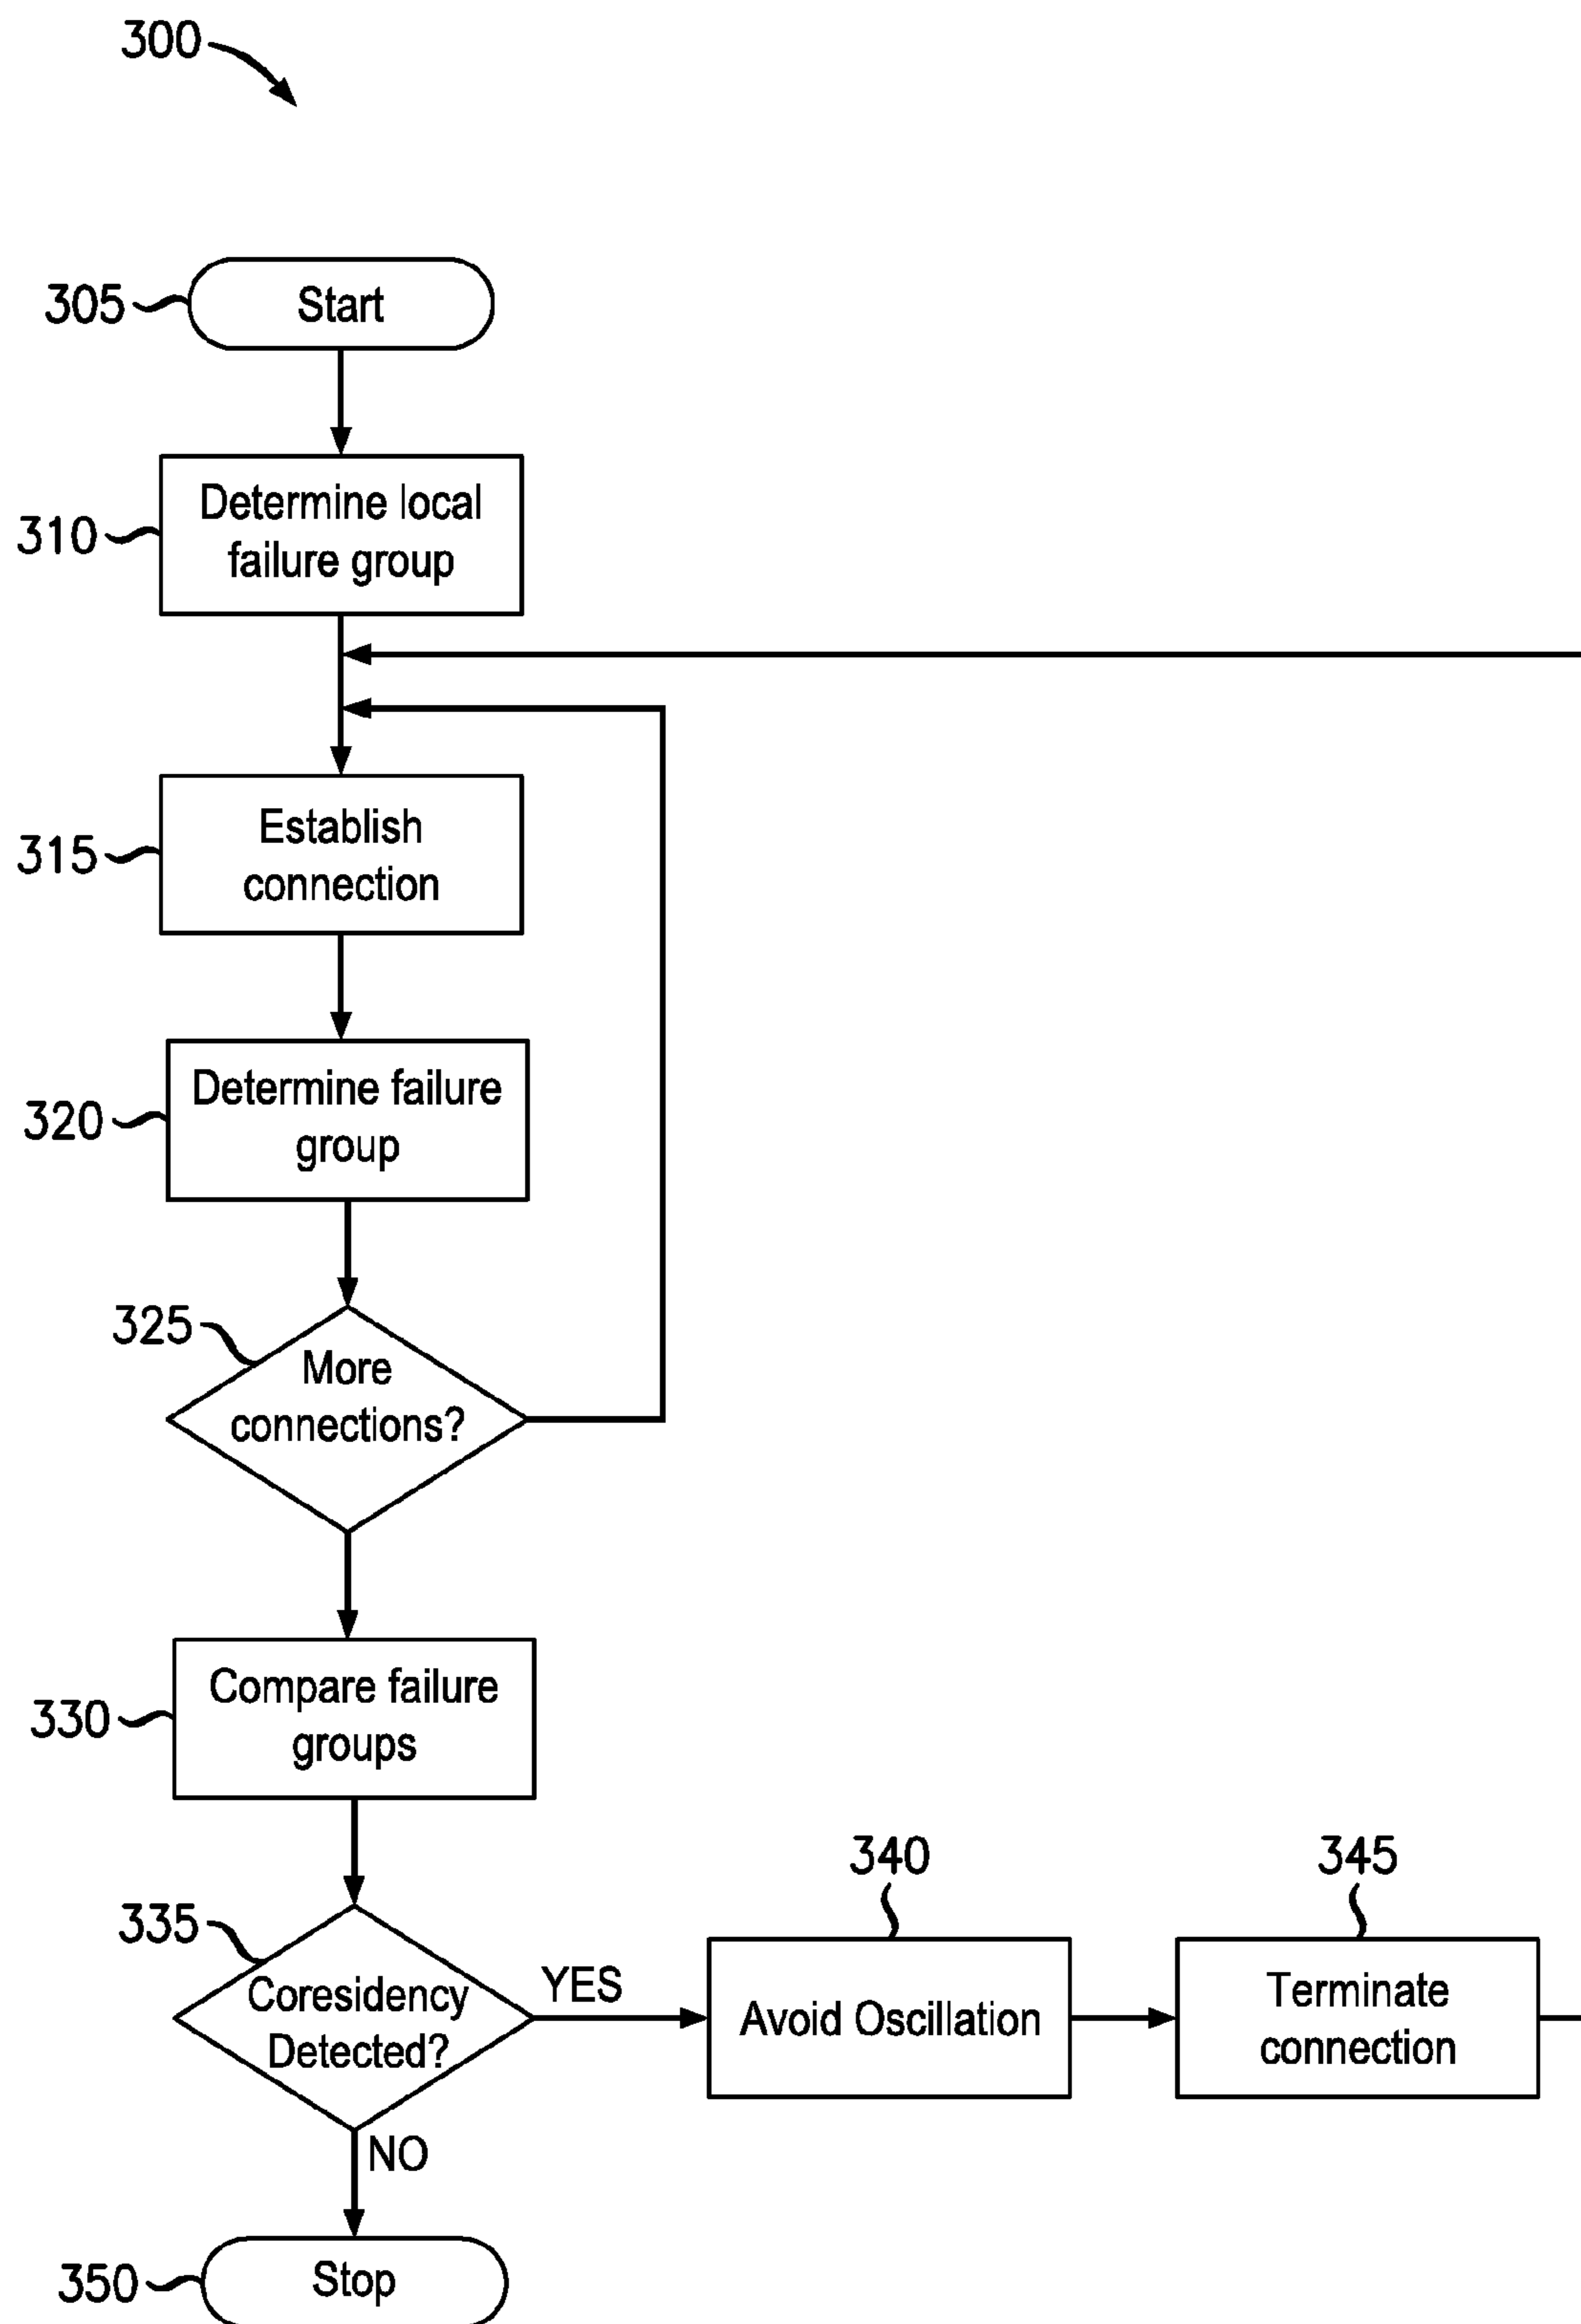 300
305
Start
310
Determine local
failure group
315
Establish
connection
320
Determine failure
group
325
More
connections?
330
Compare failure
groups
335
Coresidency
Detected?
YES
340
Avoid Oscillation
345
Terminate
connection
NO
350
Stop